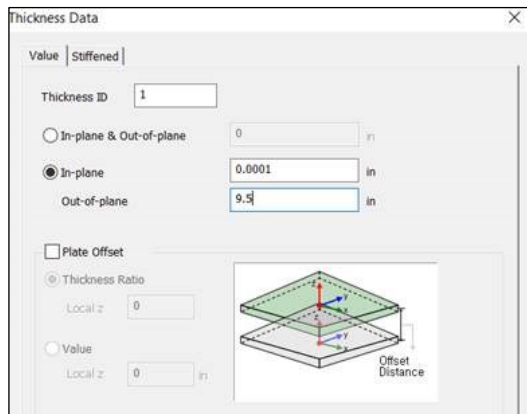 Thickness Data
Value Stiffened
Thickness ID 1
In-plane & Out-of-plane 0 in
In-plane 0.0001 in
Out-of-plane 9.5 in
Plate Offset
Thickness Ratio
Local z 0
Value
Local z 0 in
z
y
x
z
y
x
Offset
Distance